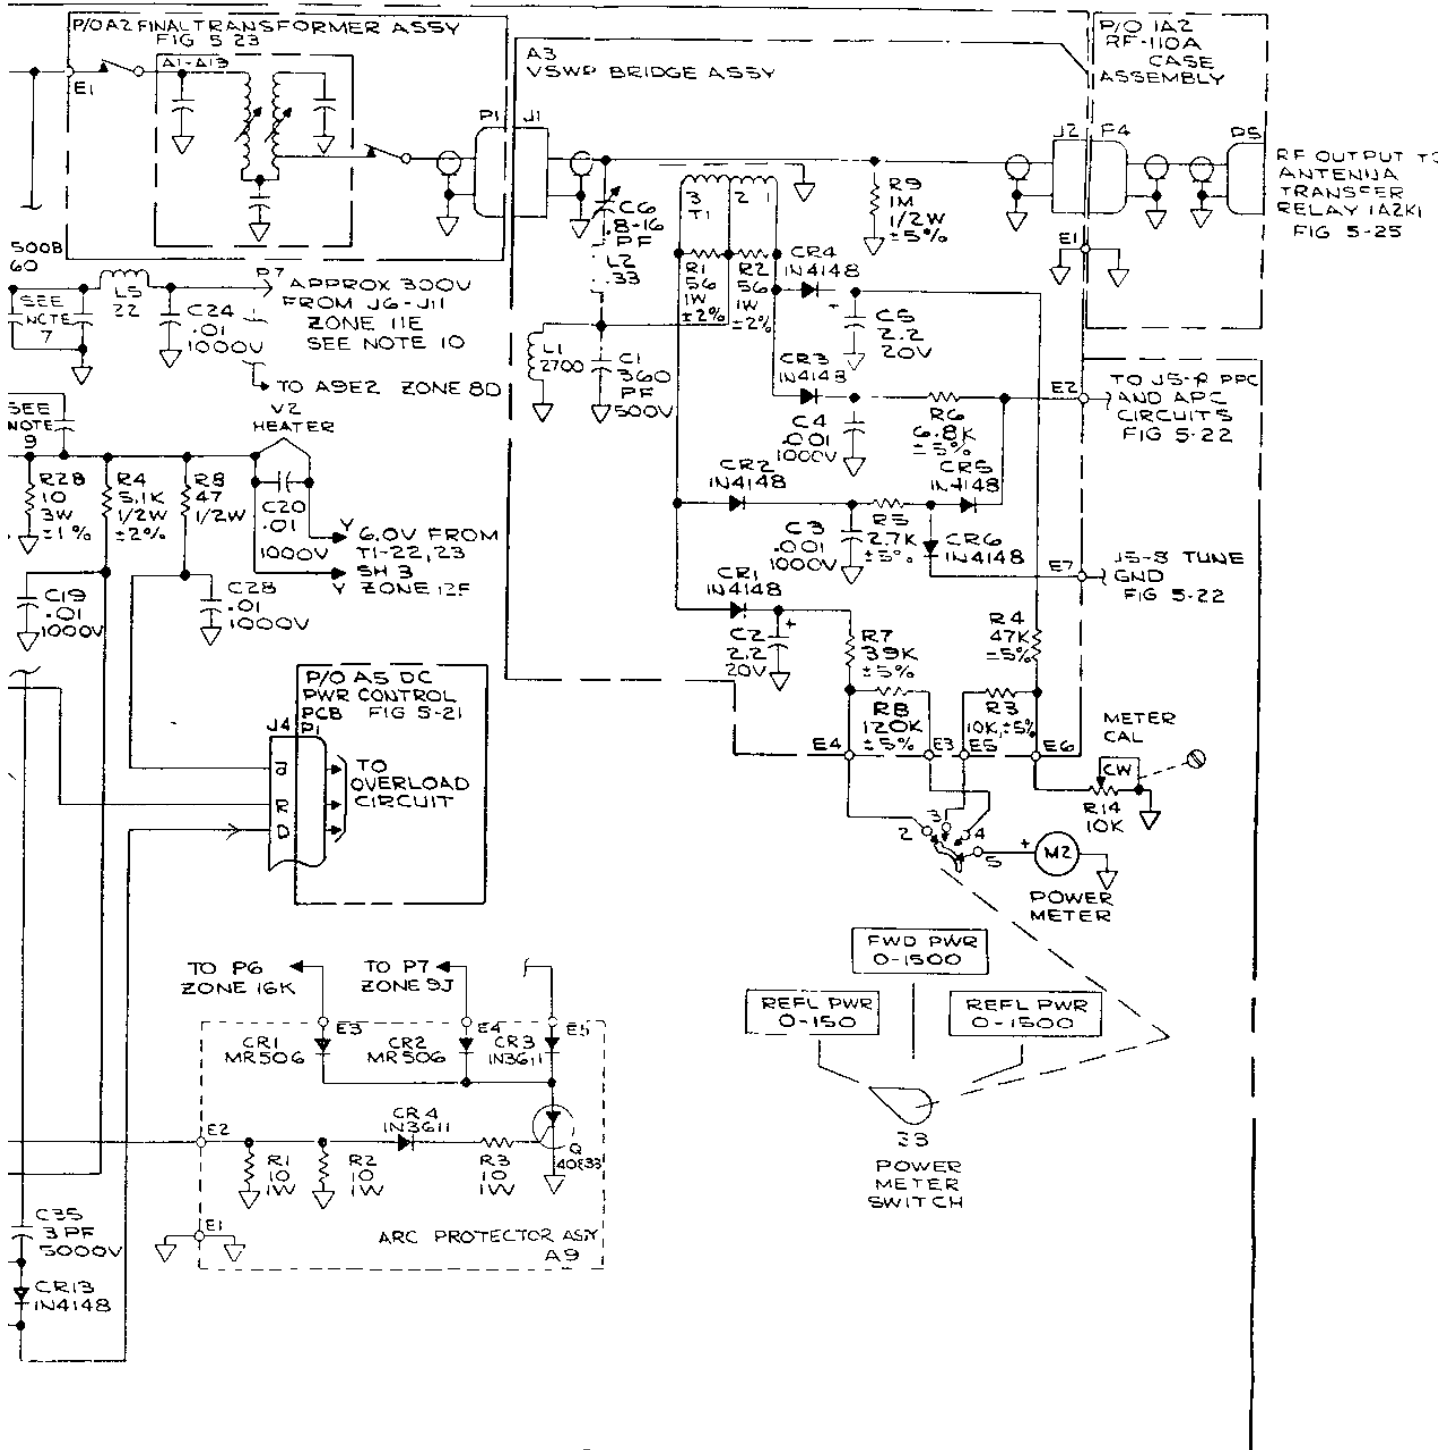 P/O A2 FINAL TRANSFORMER ASSY
FIG 5 23
A1-A13
E1
P1
J1
A3
VSWR BRIDGE ASSY
P/O 1A2
RF-110A
CASE
ASSEMBLY
J2
P5
RF OUTPUT TO
ANTENNA
TRANSFER
RELAY 1A2K1
FIG 5-25
C6
.8-16
PF
L2
.33
3
2
1
T1
R9
1M
1/2W
±5%
E1
R1
56
1W
±2%
R2
56
1W
±2%
CR4
1N4148
+
C5
2.2
20V
500B
60
SEE
NOTE
7
L5
22
C24
.01
1000V
P7
APPROX 300V
FROM J6-J11
ZONE 11E
SEE NOTE 10
TO A9E2 ZONE 8D
L1
2700
C1
360
PF
500V
CR3
1N4148
C4
.001
1000V
R6
6.8K
±5%
E2
TO J5-R PPC
AND APC
CIRCUITS
FIG 5-22
SEE
NOTE
9
V2
HEATER
R28
10
3W
±1%
R4
5.1K
1/2W
±2%
R8
47
1/2W
C20
.01
1000V
Y
6.0V FROM
T1-22,23
SH 3
Y ZONE 12F
CR2
1N4148
C3
.001
1000V
R5
2.7K
±5%
CR5
1N4148
CR6
1N4148
E7
J5-S TUNE
GND
FIG 5-22
C19
.01
1000V
C28
.01
1000V
CR1
1N4148
C2
2.2
20V
+
R7
39K
±5%
R4
47K
±5%
R8
120K
±5%
R3
10K,±5%
E4
E3
E5
E6
METER
CAL
CW
R14
10K
P/O A5 DC
PWR CONTROL
PCB FIG 5-21
J4
P1
R
D
TO
OVERLOAD
CIRCUIT
2
3
4
5
+
M2
POWER
METER
FWD PWR
0-1500
REFL PWR
0-150
REFL PWR
0-1500
S3
POWER
METER
SWITCH
TO P6
ZONE 16K
TO P7
ZONE 9J
E3
E4
E5
CR1
MR506
CR2
MR506
CR3
1N3611
E2
CR4
1N3611
R1
10
1W
R2
10
1W
R3
10
1W
Q
E1
ARC PROTECTOR ASSY
A9
C35
3 PF
5000V
CR13
1N4148